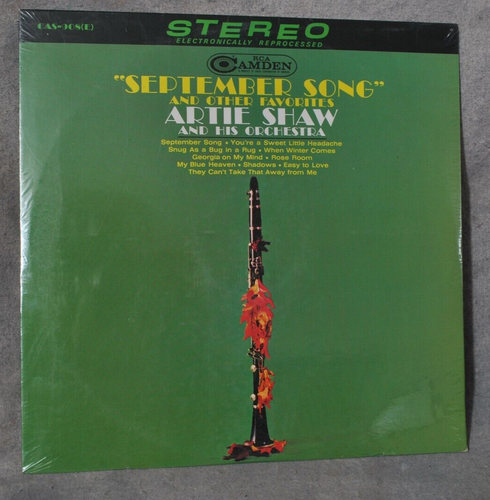 CAS-908(E)
STEREO
ELECTRONICALLY REPROCESSED
RCA
CAMDEN
"SEPTEMBER SONG"
AND OTHER FAVORITES
ARTIE SHAW
AND HIS ORCHESTRA
September Song • You're a Sweet Little Headache
Snug As a Bug in a Rug • When Winter Comes
Georgia on My Mind • Rose Room
My Blue Heaven • Shadows • Easy to Love
They Can't Take That Away from Me